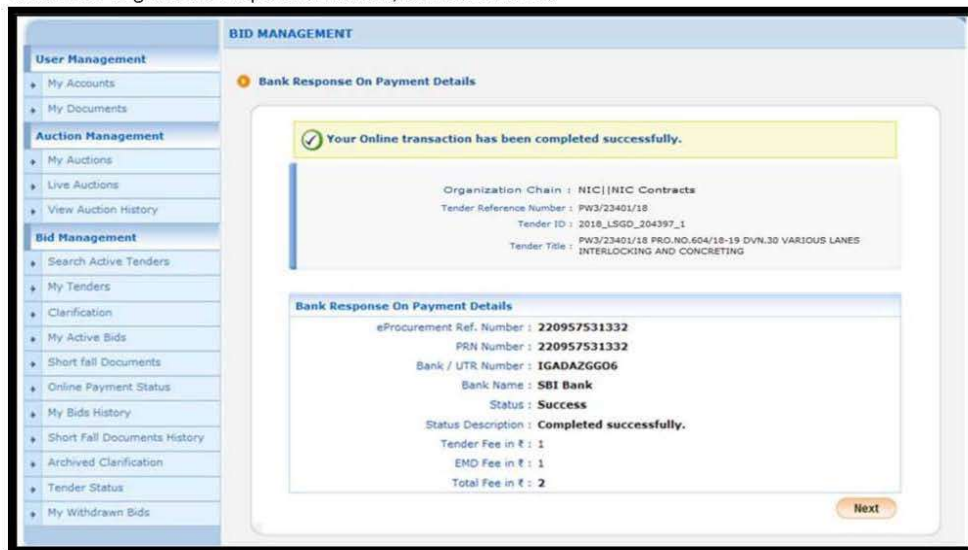 BID MANAGEMENT
User Management
My Accounts
My Documents
Auction Management
My Auctions
Live Auctions
View Auction History
Bid Management
Search Active Tenders
My Tenders
Clarification
My Active Bids
Short fall Documents
Online Payment Status
My Bids History
Short Fall Documents History
Archived Clarification
Tender Status
My Withdrawn Bids
Bank Response On Payment Details
Your Online transaction has been completed successfully.
Organization Chain : NIC||NIC Contracts
Tender Reference Number : PW3/23401/18
Tender ID : 2018_LSGD_204397_1
Tender Title : PW3/23401/18 PRO.NO.604/18-19 DVN.30 VARIOUS LANES
INTERLOCKING AND CONCRETING
Bank Response On Payment Details
eProcurement Ref. Number : 220957531332
PRN Number : 220957531332
Bank / UTR Number : IGADAZGGO6
Bank Name : SBI Bank
Status : Success
Status Description : Completed successfully.
Tender Fee in ₹ : 1
EMD Fee in ₹ : 1
Total Fee in ₹ : 2
Next